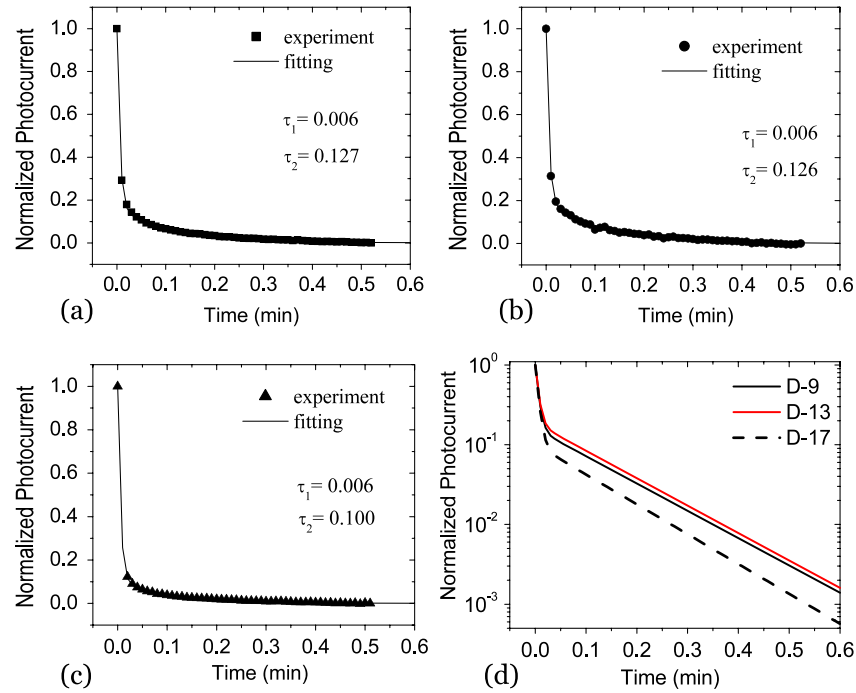 Normalized Photocurrent
1.0
0.8
0.6
0.4
0.2
0.0
experiment
fitting
τ1= 0.006
τ2= 0.127
0.0 0.1 0.2 0.3 0.4 0.5 0.6
Time (min)
(a)
Normalized Photocurrent
1.0
0.8
0.6
0.4
0.2
0.0
experiment
fitting
τ1= 0.006
τ2= 0.126
0.0 0.1 0.2 0.3 0.4 0.5 0.6
Time (min)
(b)
Normalized Photocurrent
1.0
0.8
0.6
0.4
0.2
0.0
experiment
fitting
τ1= 0.006
τ2= 0.100
0.0 0.1 0.2 0.3 0.4 0.5 0.6
Time (min)
(c)
Normalized Photocurrent
10^0
10^-1
10^-2
10^-3
D-9
D-13
D-17
0.0 0.1 0.2 0.3 0.4 0.5 0.6
Time (min)
(d)